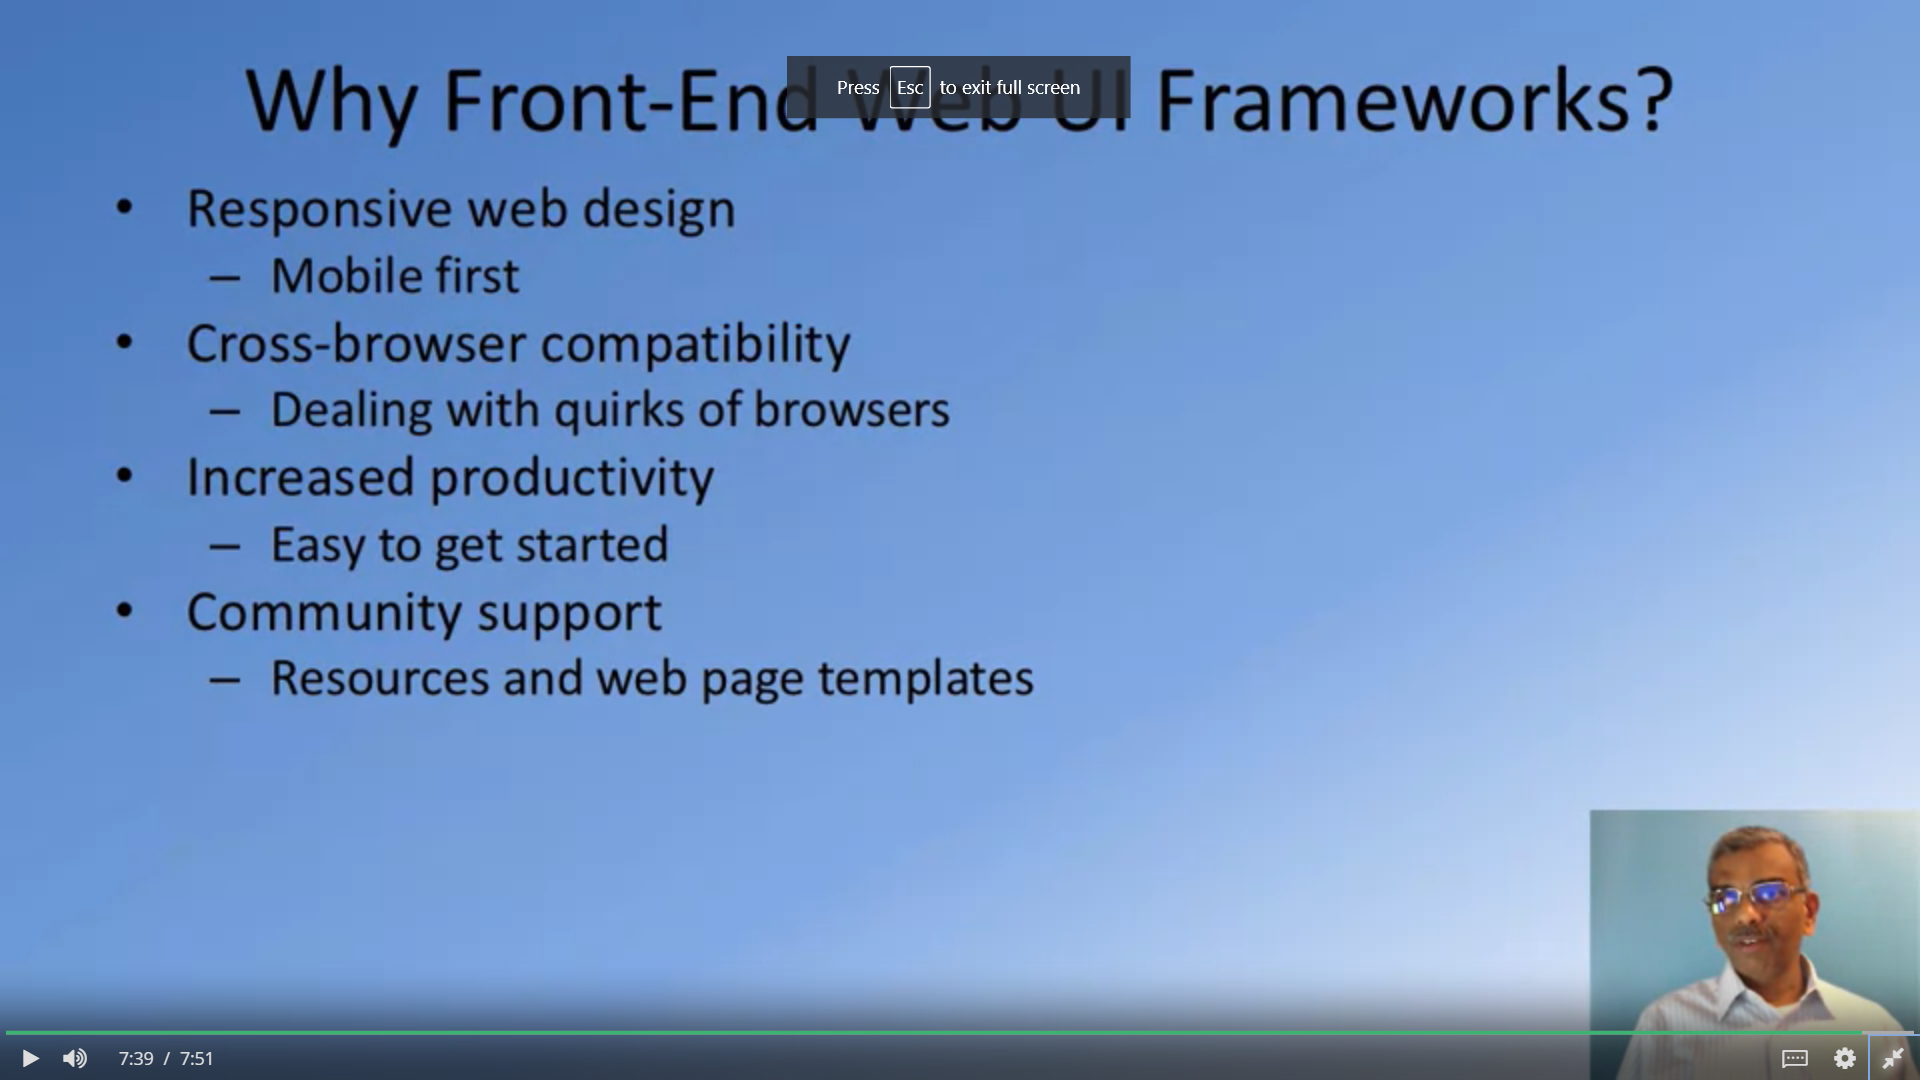 Why Front-End Web UI Frameworks?
Press Esc to exit full screen
• Responsive web design
– Mobile first
• Cross-browser compatibility
– Dealing with quirks of browsers
• Increased productivity
– Easy to get started
• Community support
– Resources and web page templates
7:39 / 7:51